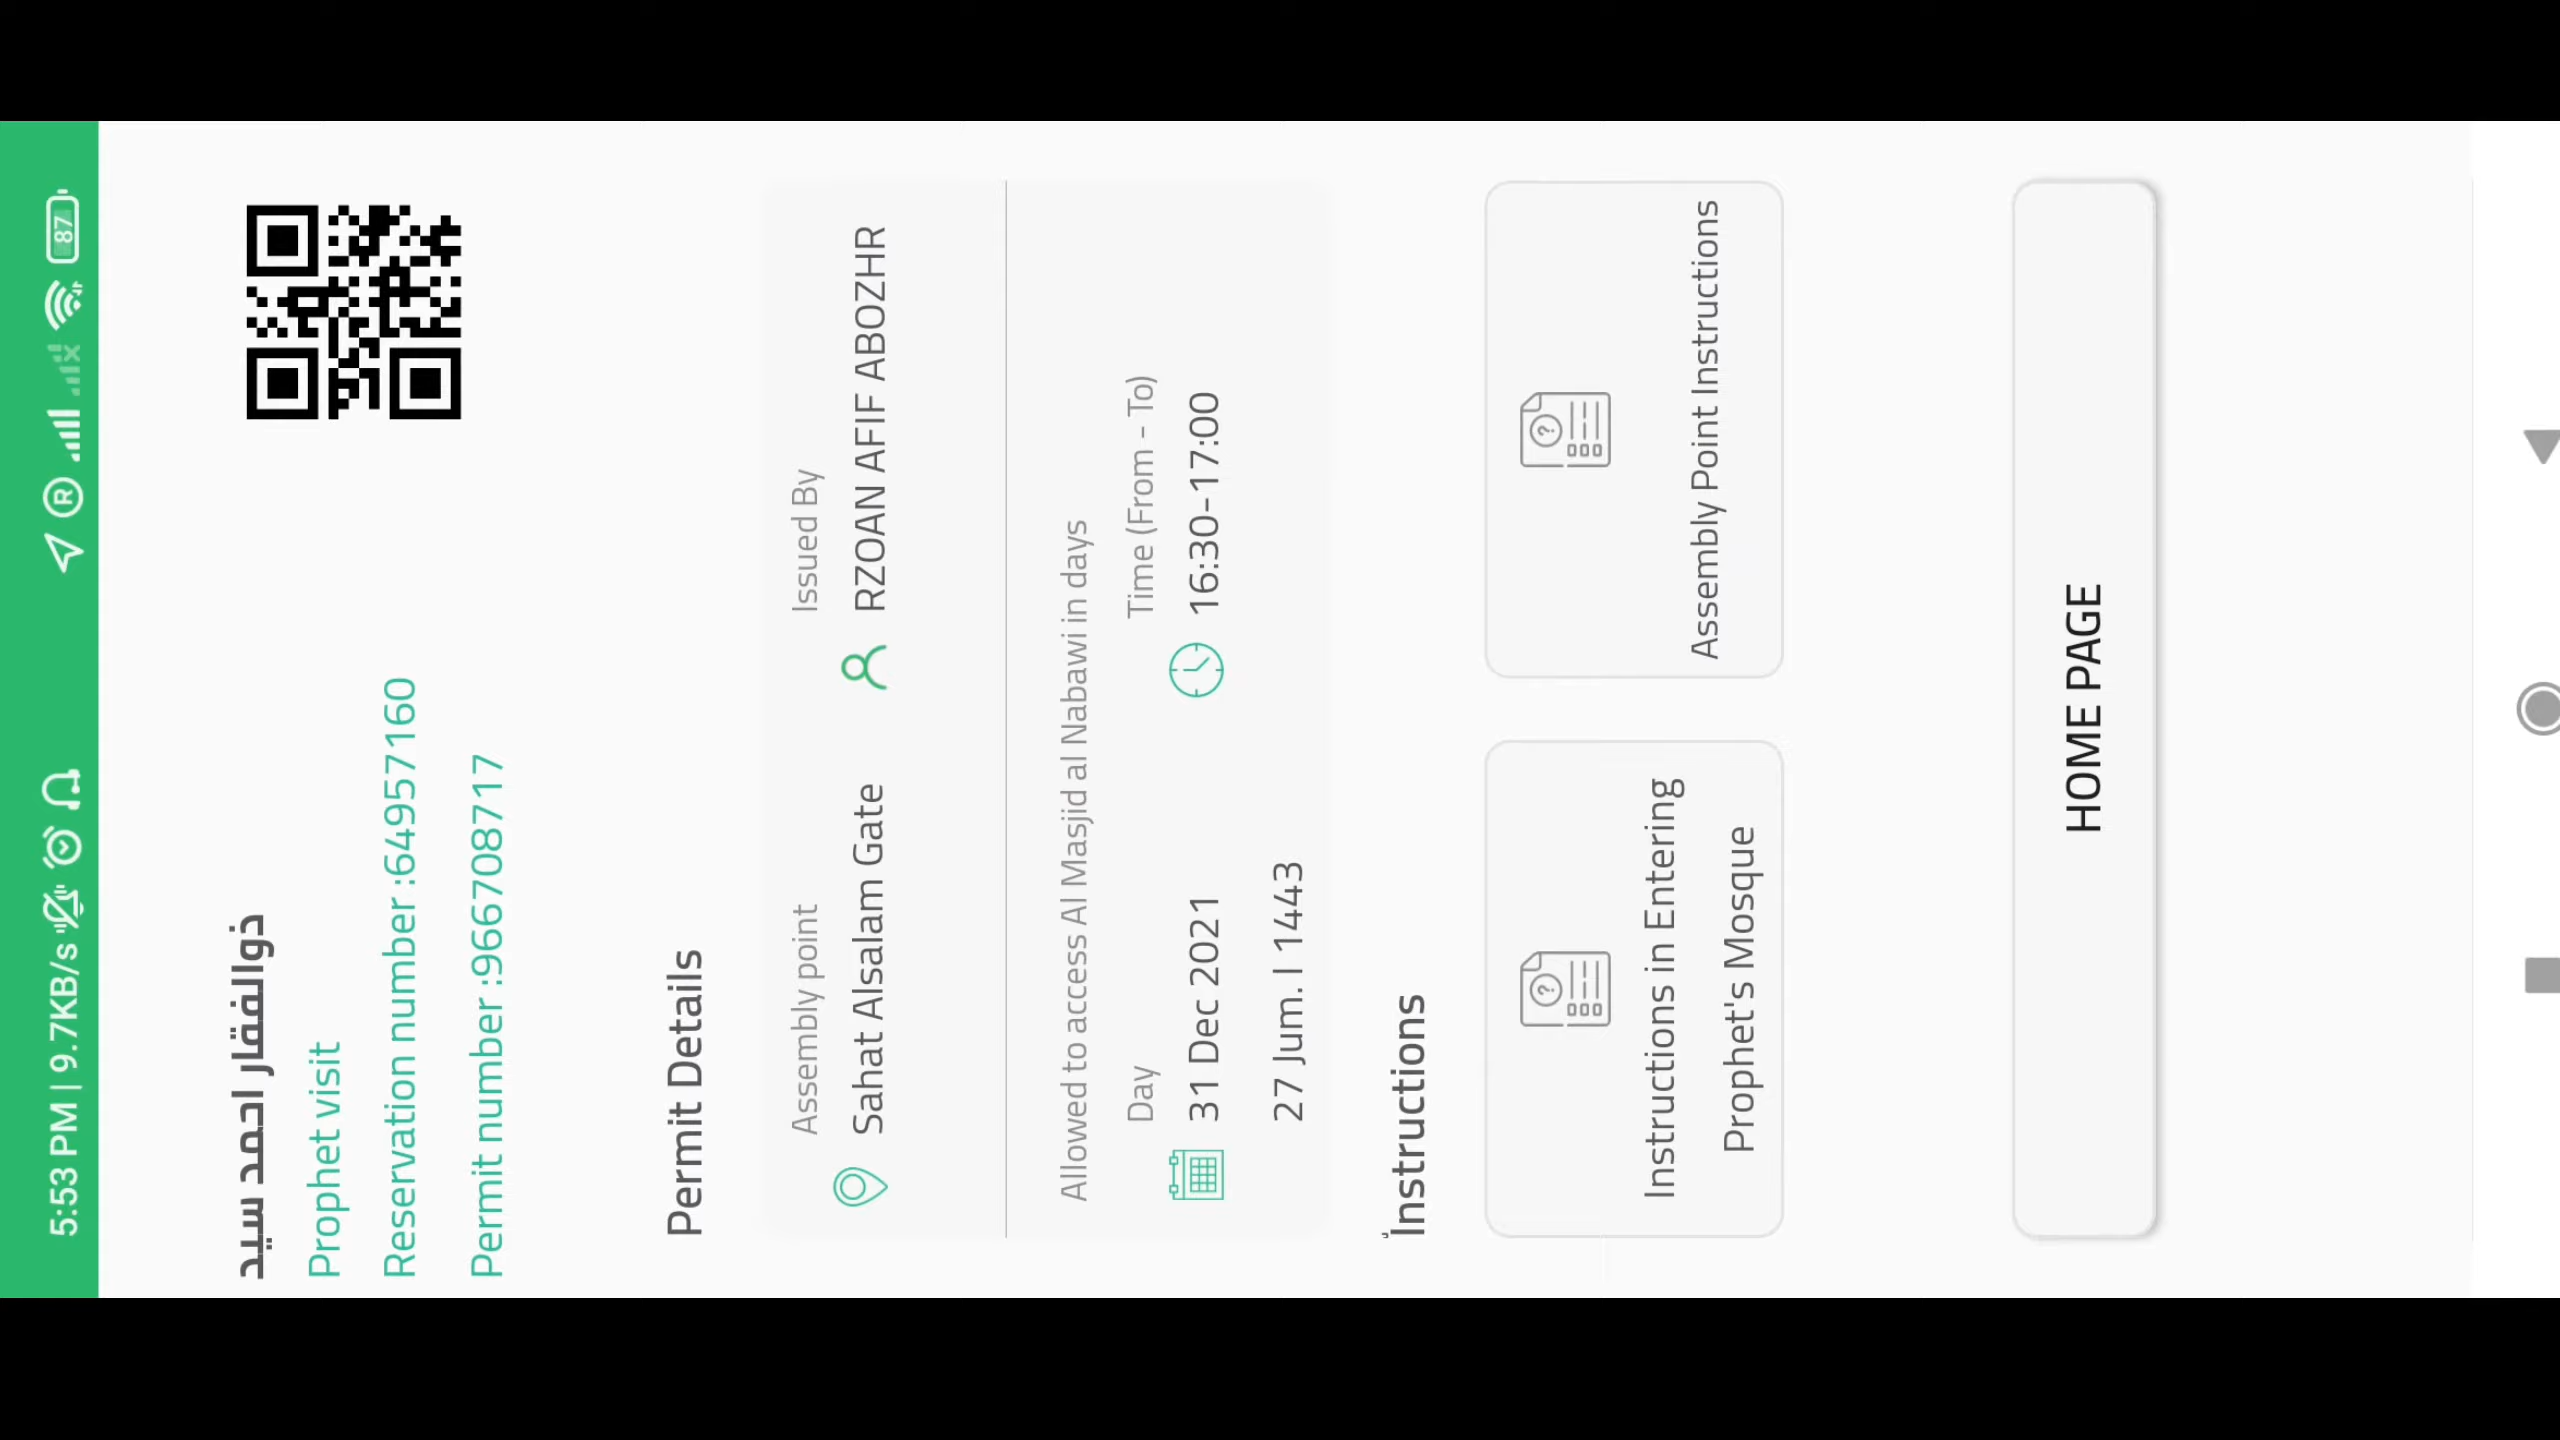 5:53 PM | 9.7KB/s
R
87
ذوالفقار احمد سيد
Prophet visit
Reservation number :64957160
Permit number :966708717
Permit Details
Assembly point
Sahat Alsalam Gate
Issued By
RZOAN AFIF ABOZHR
Allowed to access Al Masjid al Nabawi in days
Day
31 Dec 2021
27 Jum. I 1443
Time (From - To)
16:30-17:00
ُInstructions
Instructions in Entering
Prophet's Mosque
Assembly Point Instructions
HOME PAGE